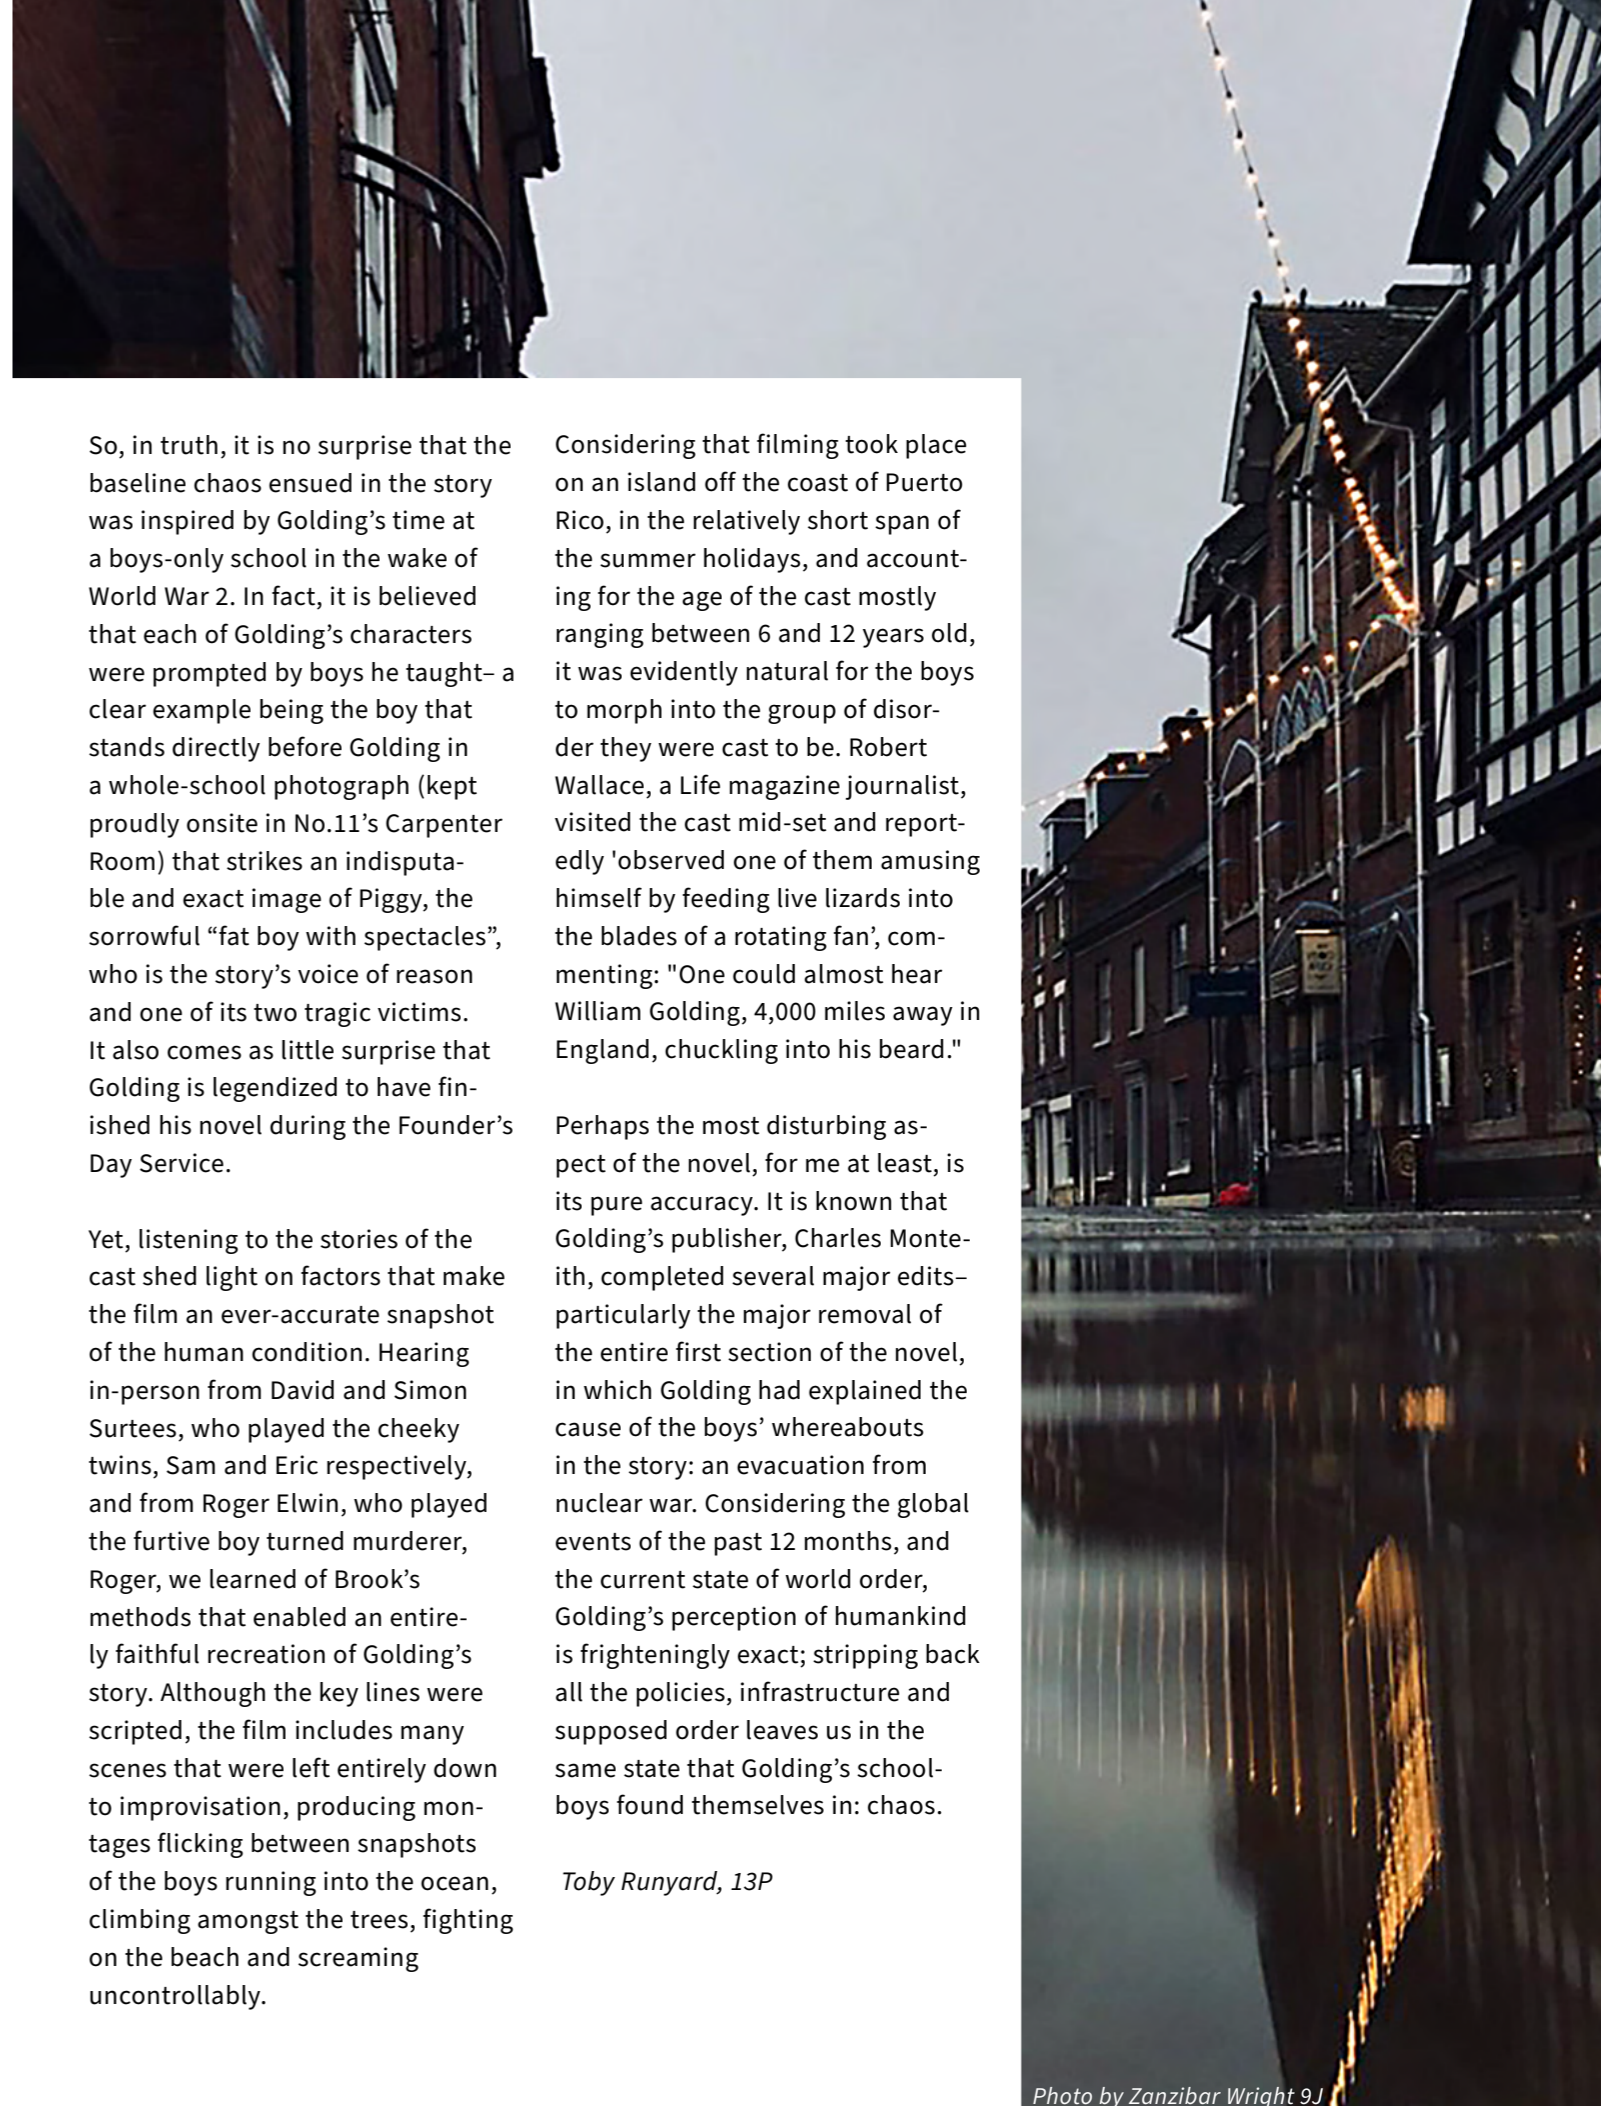 So, in truth, it is no surprise that the
baseline chaos ensued in the story
was inspired by Golding’s time at
a boys-only school in the wake of
World War 2. In fact, it is believed
that each of Golding’s characters
were prompted by boys he taught– a
clear example being the boy that
stands directly before Golding in
a whole-school photograph (kept
proudly onsite in No.11’s Carpenter
Room) that strikes an indisputa-
ble and exact image of Piggy, the
sorrowful “fat boy with spectacles”,
who is the story’s voice of reason
and one of its two tragic victims.
It also comes as little surprise that
Golding is legendized to have fin-
ished his novel during the Founder’s
Day Service.

Yet, listening to the stories of the
cast shed light on factors that make
the film an ever-accurate snapshot
of the human condition. Hearing
in-person from David and Simon
Surtees, who played the cheeky
twins, Sam and Eric respectively,
and from Roger Elwin, who played
the furtive boy turned murderer,
Roger, we learned of Brook’s
methods that enabled an entire-
ly faithful recreation of Golding’s
story. Although the key lines were
scripted, the film includes many
scenes that were left entirely down
to improvisation, producing mon-
tages flicking between snapshots
of the boys running into the ocean,
climbing amongst the trees, fighting
on the beach and screaming
uncontrollably.

Considering that filming took place
on an island off the coast of Puerto
Rico, in the relatively short span of
the summer holidays, and account-
ing for the age of the cast mostly
ranging between 6 and 12 years old,
it was evidently natural for the boys
to morph into the group of disor-
der they were cast to be. Robert
Wallace, a Life magazine journalist,
visited the cast mid-set and report-
edly 'observed one of them amusing
himself by feeding live lizards into
the blades of a rotating fan’, com-
menting: "One could almost hear
William Golding, 4,000 miles away in
England, chuckling into his beard."

Perhaps the most disturbing as-
pect of the novel, for me at least, is
its pure accuracy. It is known that
Golding’s publisher, Charles Monte-
ith, completed several major edits–
particularly the major removal of
the entire first section of the novel,
in which Golding had explained the
cause of the boys’ whereabouts
in the story: an evacuation from
nuclear war. Considering the global
events of the past 12 months, and
the current state of world order,
Golding’s perception of humankind
is frighteningly exact; stripping back
all the policies, infrastructure and
supposed order leaves us in the
same state that Golding’s school-
boys found themselves in: chaos.

Toby Runyard, 13P

Photo by Zanzibar Wright 9J